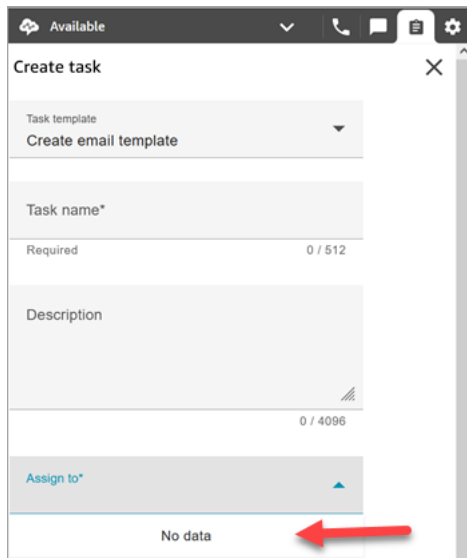 Available
Create task
Task template
Create email template
Task name*
Required 0 / 512
Description
0 / 4096
Assign to*
No data